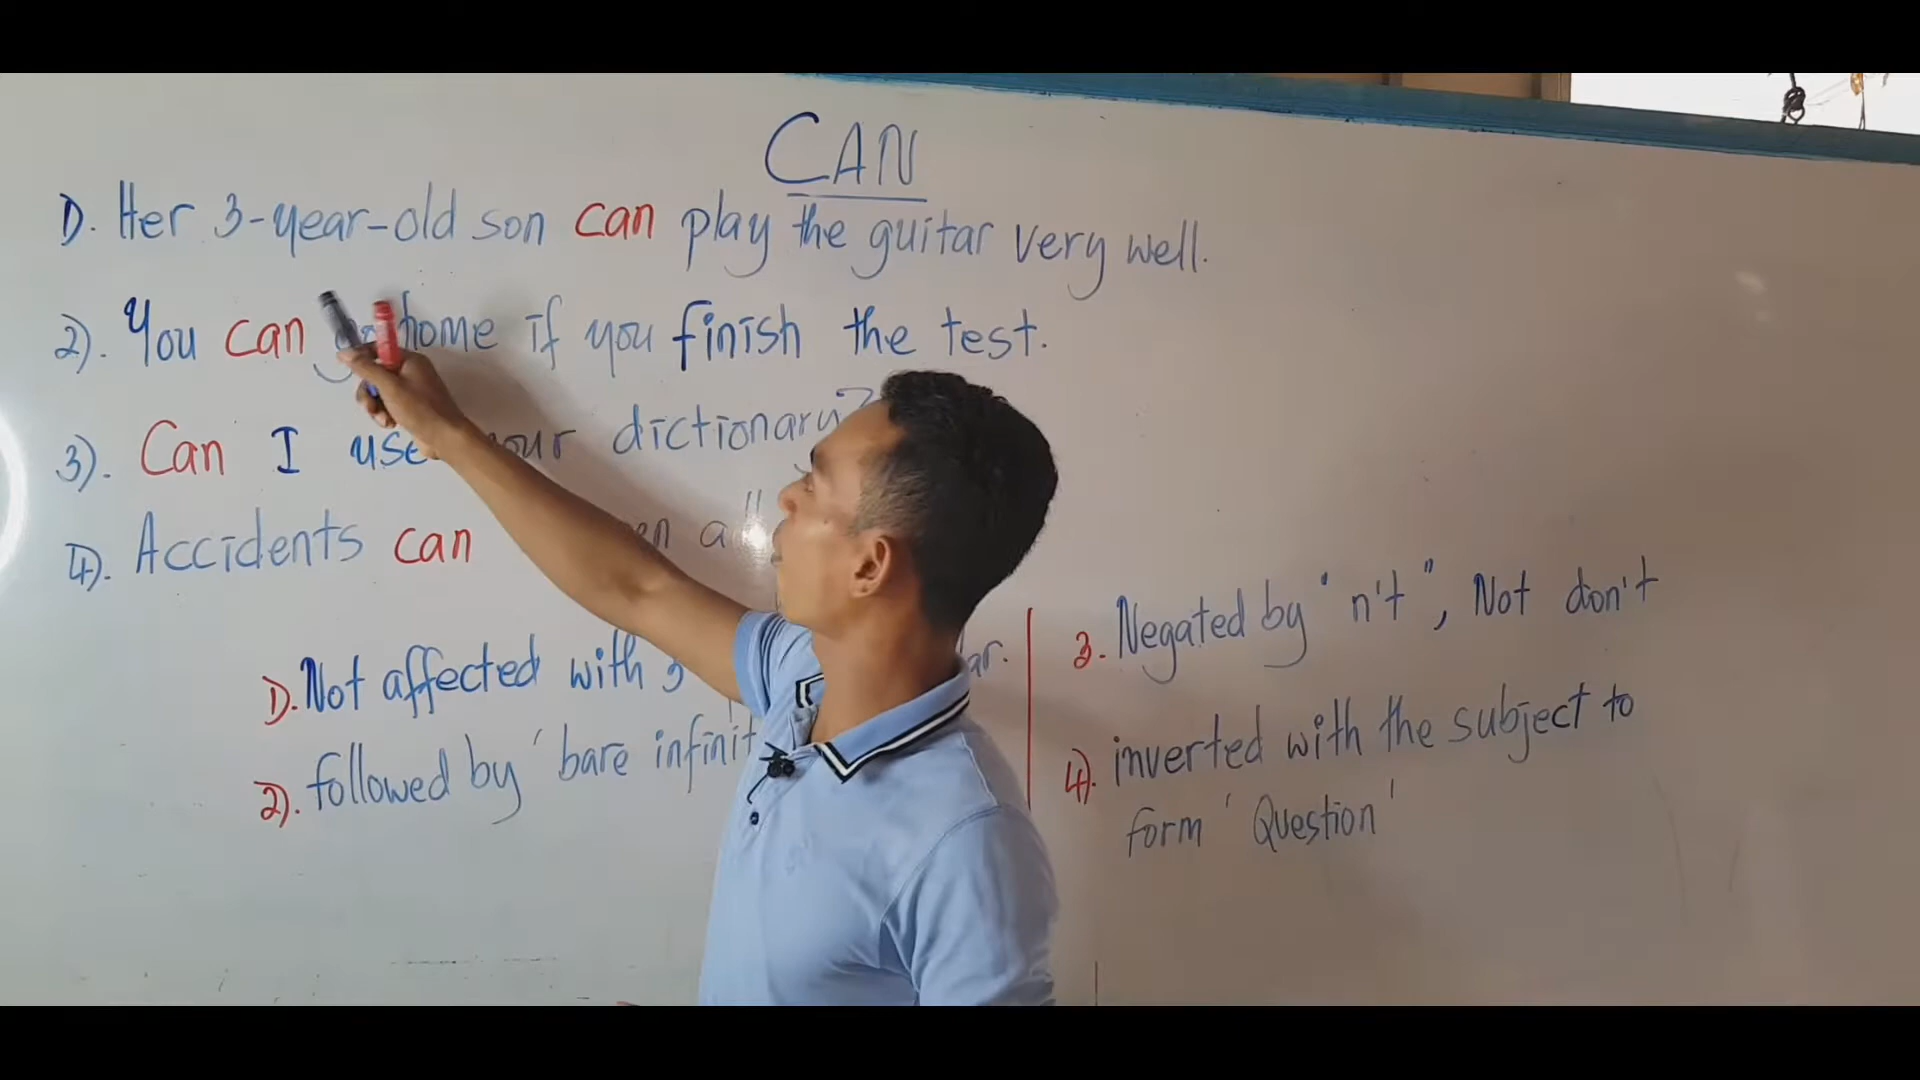 CAN
1). Her 3-year-old son can play the guitar very well.
2). You can go home if you finish the test.
3). Can I use your dictionary?
4). Accidents can
1). Not affected with 3
2). followed by ' bare
3. Negated by " n't ", Not don't
4). inverted with the subject to
form ' Question '